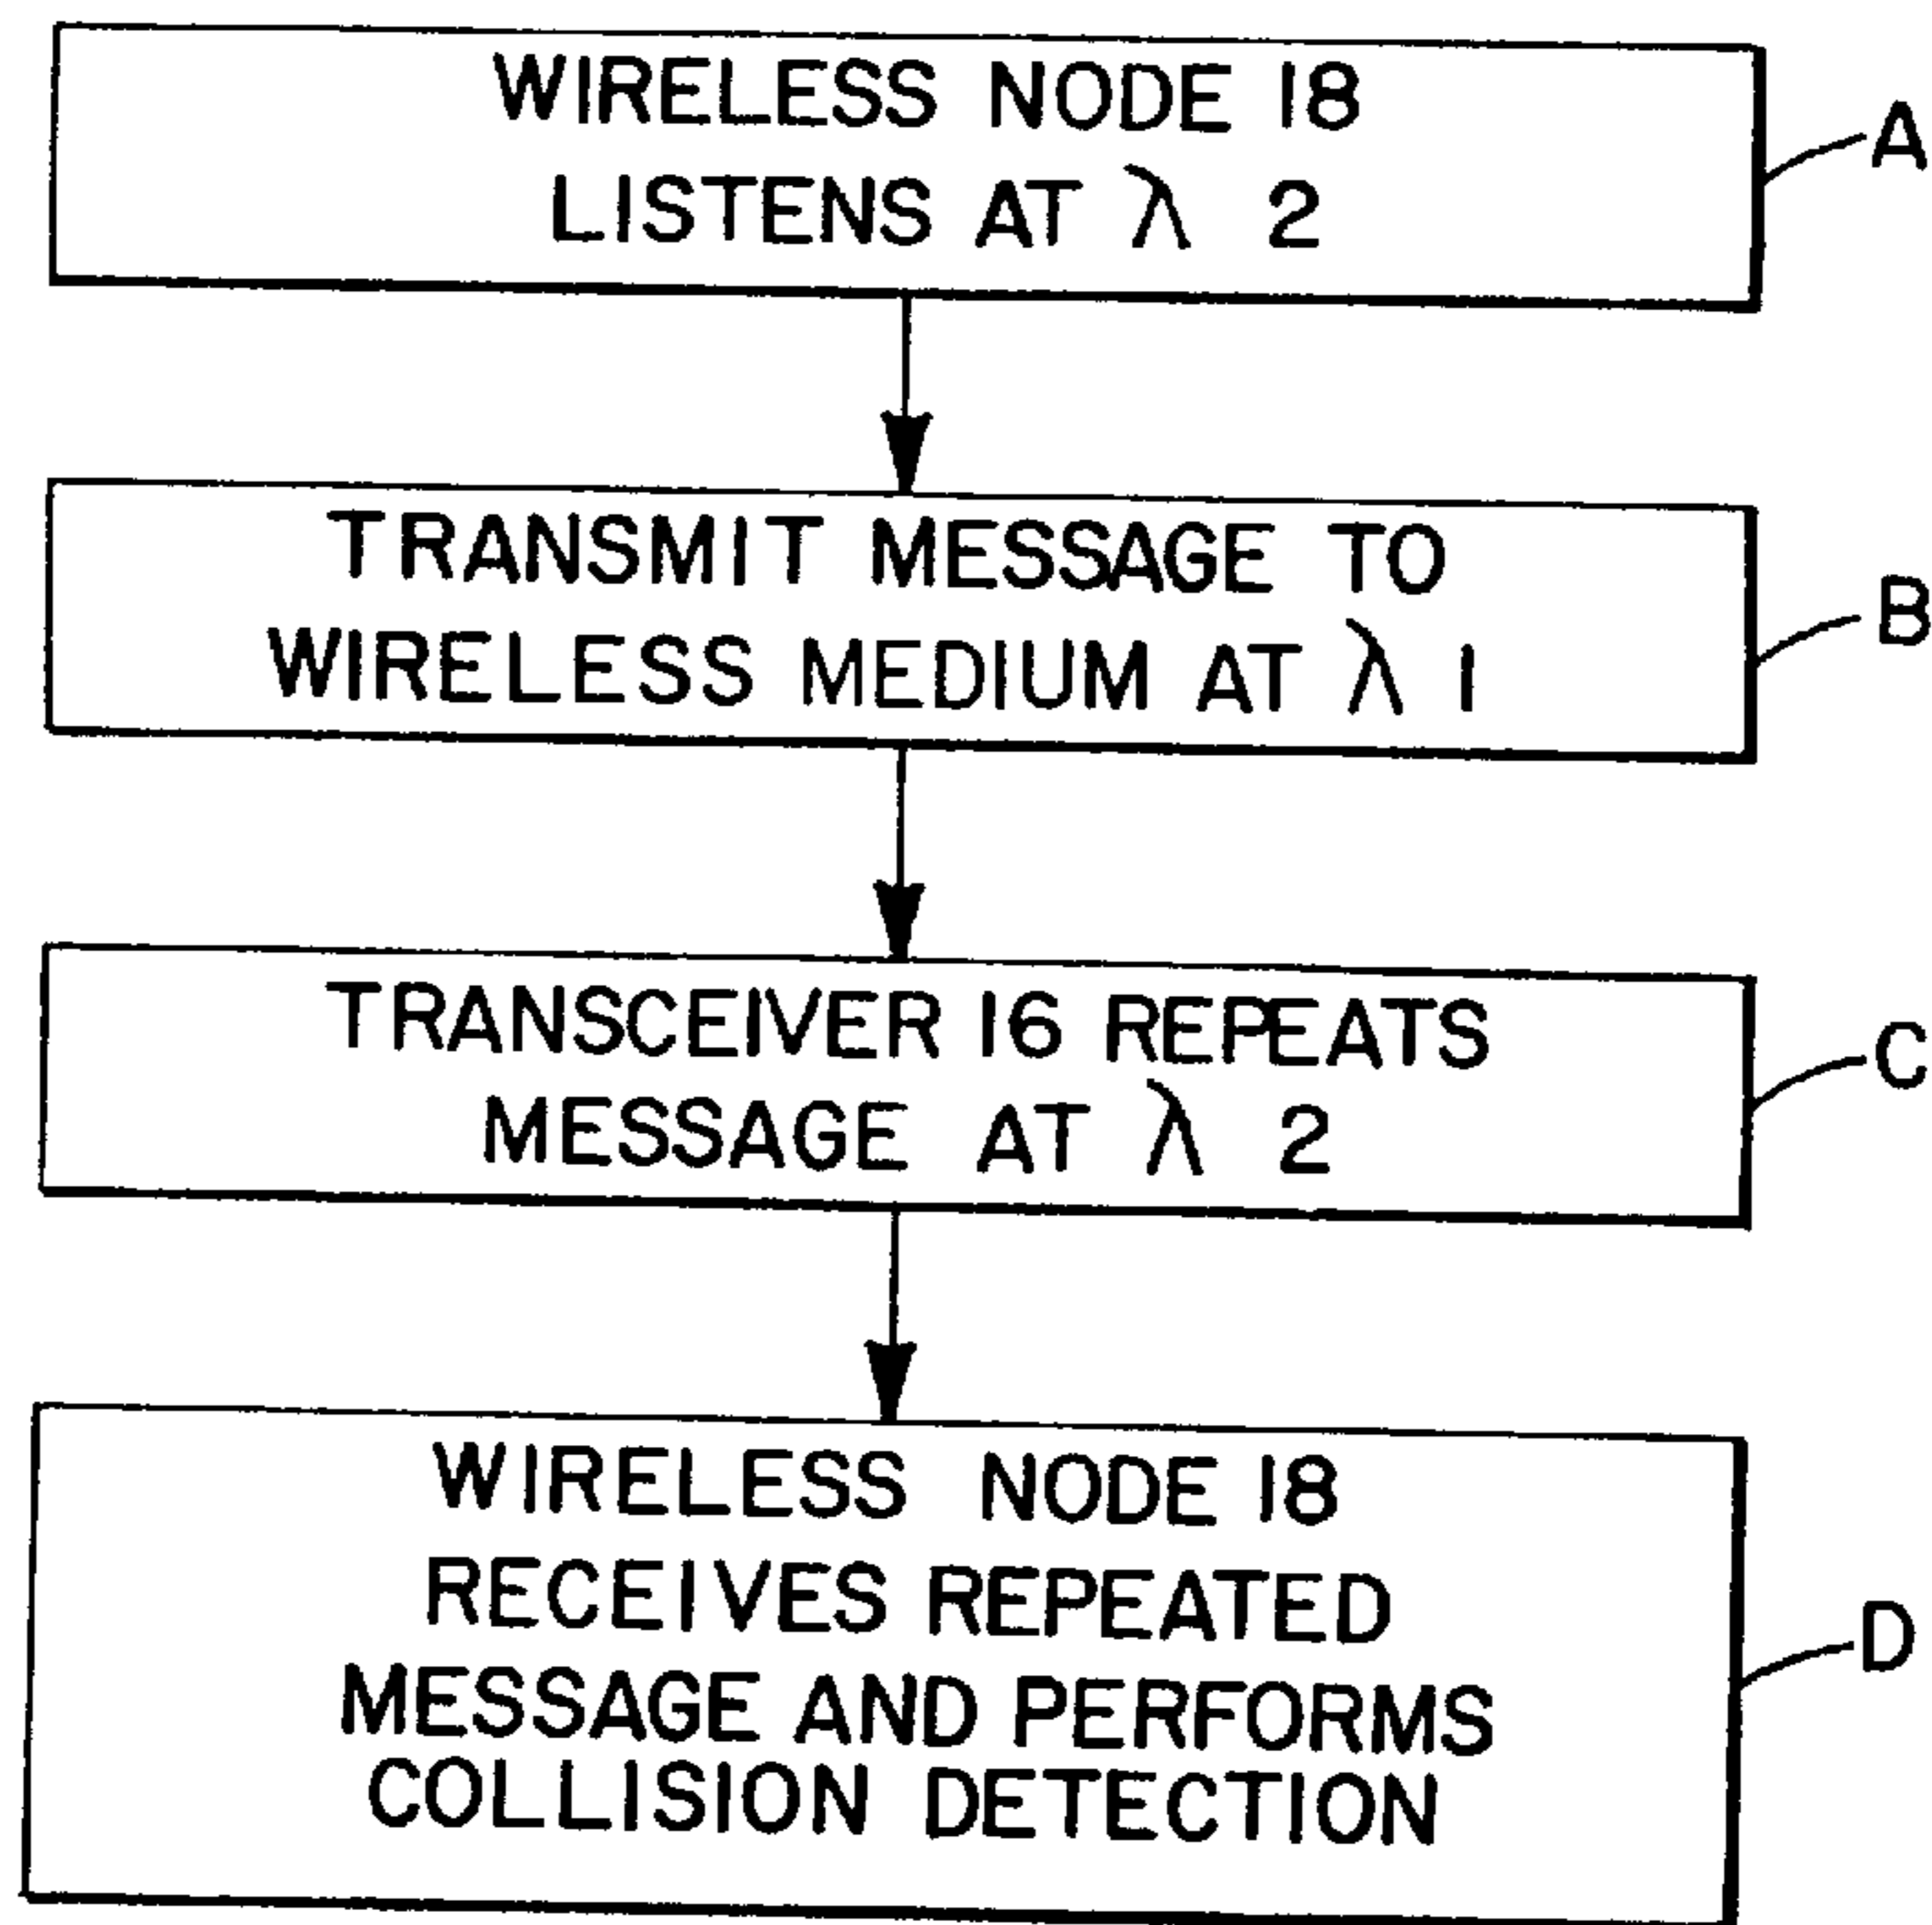 WIRELESS NODE 18
LISTENS AT λ 2
A
TRANSMIT MESSAGE TO
WIRELESS MEDIUM AT λ 1
B
TRANSCEIVER 16 REPEATS
MESSAGE AT λ 2
C
WIRELESS NODE 18
RECEIVES REPEATED
MESSAGE AND PERFORMS
COLLISION DETECTION
D